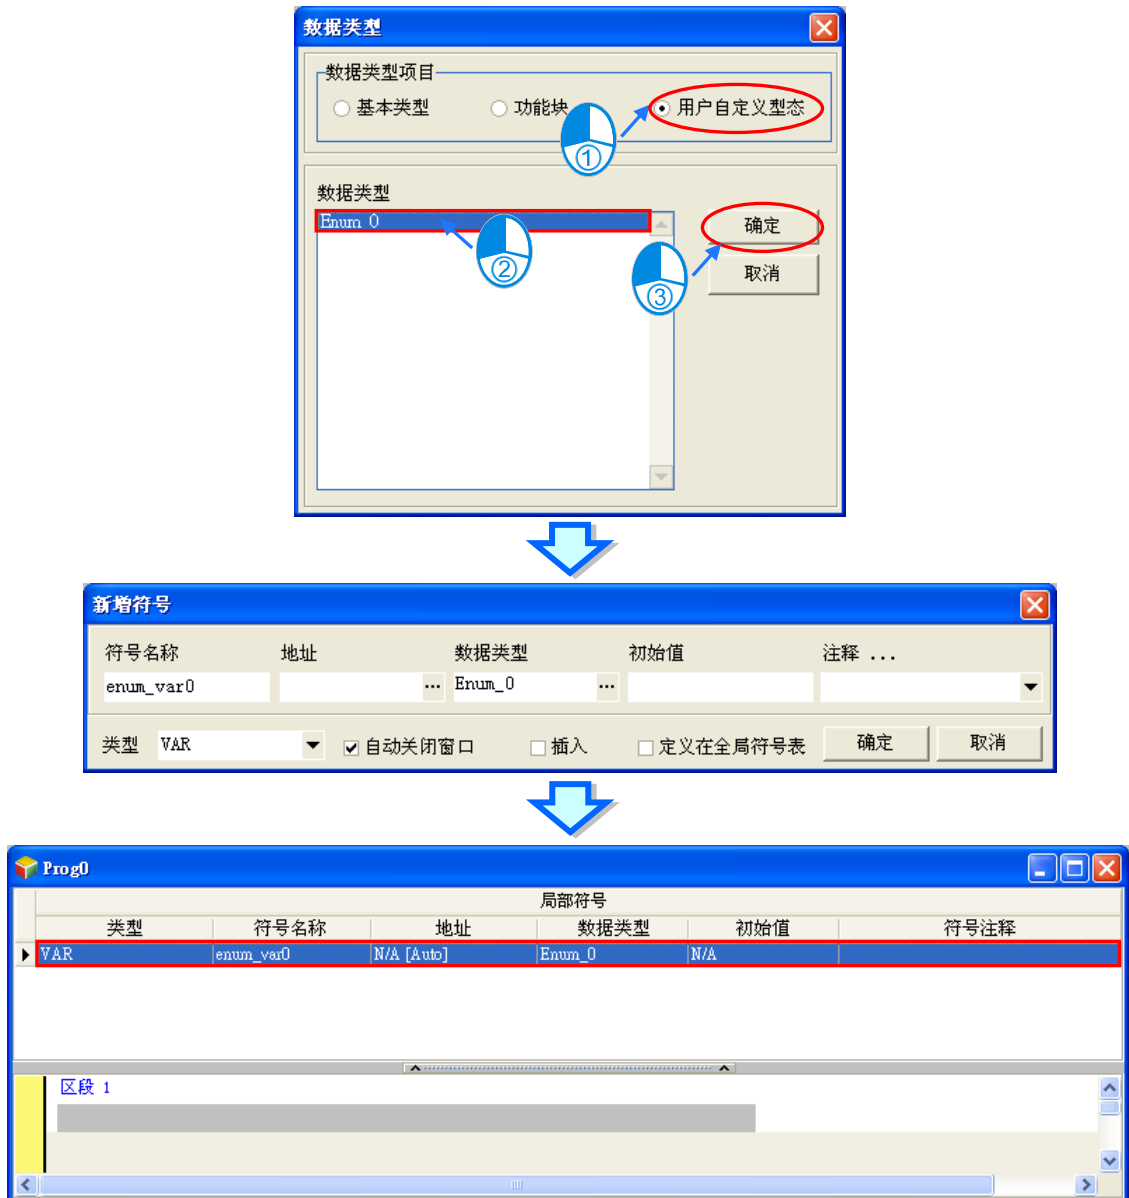 数据类型
数据类型项目
基本类型 功能块 用户自定义型态
①
数据类型
Enum_0 确定
②
取消
③
新增符号
符号名称 地址 数据类型 初始值 注释 ...
enum_var0 ... Enum_0 ...
类型 VAR 自动关闭窗口 插入 定义在全局符号表 确定 取消
Prog0
局部符号
类型 符号名称 地址 数据类型 初始值 符号注释
VAR enum_var0 N/A [Auto] Enum_0 N/A
区段 1